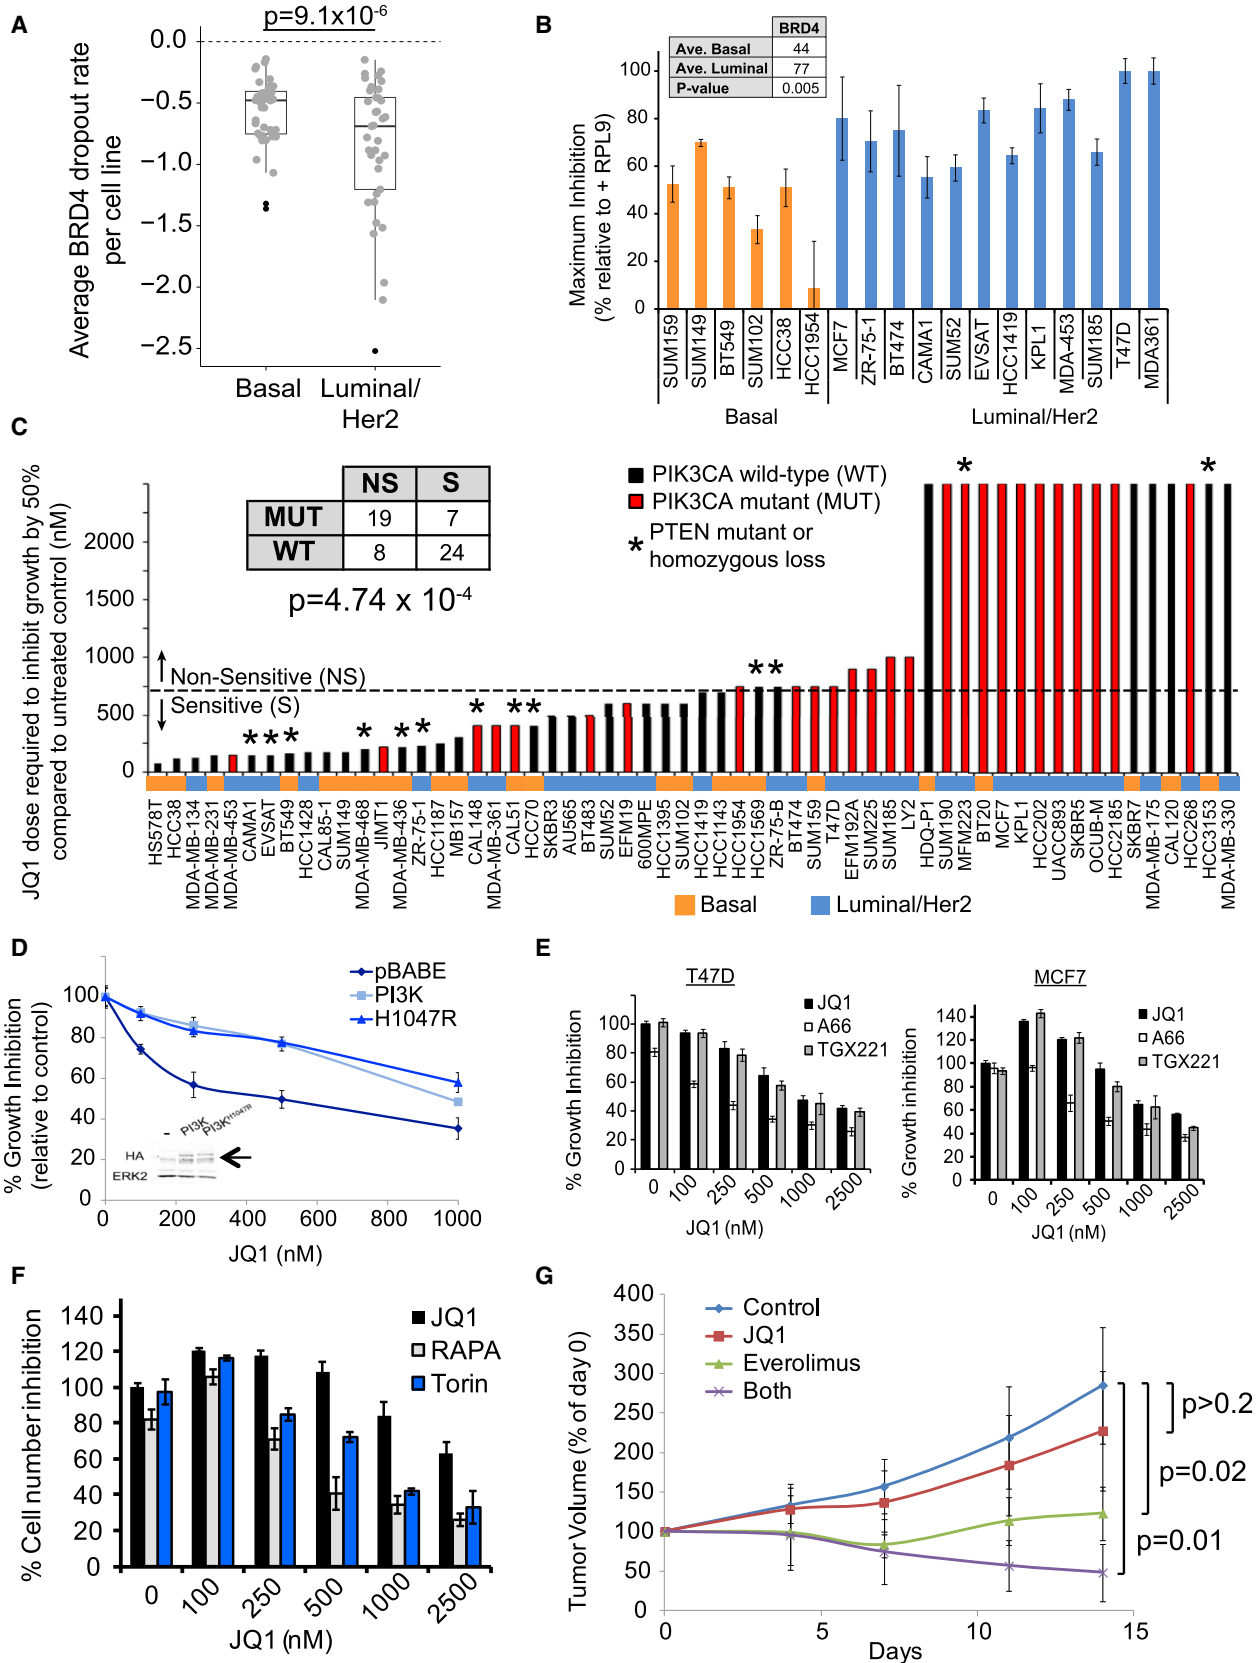 A
p=9.1x10-6
0.0
−0.5
−1.0
−1.5
−2.0
−2.5
Average BRD4 dropout rate
per cell line
Basal
Luminal/
Her2
B
BRD4
Ave. Basal 44
Ave. Luminal 77
P-value 0.005
100
80
60
40
20
0
Maximum Inhibition
(% relative to + RPL9)
SUM159
SUM149
BT549
SUM102
HCC38
HCC1954
MCF7
ZR-75-1
BT474
CAMA1
SUM52
EVSAT
HCC1419
KPL1
MDA-453
SUM185
T47D
MDA361
Basal
Luminal/Her2
C
JQ1 dose required to inhibit growth by 50%
compared to untreated control (nM)
2000
1500
1000
500
0
NS S
MUT 19 7
WT 8 24
p=4.74 x 10-4
PIK3CA wild-type (WT)
PIK3CA mutant (MUT)
* PTEN mutant or
homozygous loss
Non-Sensitive (NS)
Sensitive (S)
* * * * * * * * * * * * *
HS578T
HCC38
MDA-MB-134
MDA-MB-231
MDA-MB-453
CAMA1
EVSAT
BT549
HCC1428
CAL85-1
SUM149
MDA-MB-468
JIMT1
MDA-MB-436
ZR-75-1
HCC1187
MB157
CAL148
MDA-MB-361
CAL51
HCC70
SKBR3
AU565
BT483
SUM52
EFM19
600MPE
HCC1395
SUM102
HCC1419
HCC1143
HCC1954
HCC1569
ZR-75-B
BT474
SUM159
T47D
EFM192A
SUM225
SUM185
LY2
HDQ-P1
SUM190
MFM223
BT20
MCF7
KPL1
HCC202
UACC893
SKBR5
OCUB-M
HCC2185
SKBR7
MDA-MB-175
CAL120
HCC268
HCC3153
MDA-MB-330
Basal
Luminal/Her2
D
% Growth Inhibition
(relative to control)
100
80
60
40
20
0
pBABE
PI3K
H1047R
– PI3K PI3KH1047R
HA
ERK2
0 200 400 600 800 1000
JQ1 (nM)
E
T47D
% Growth Inhibition
100
80
60
40
20
0
JQ1
A66
TGX221
0 100 250 500 1000 2500
JQ1 (nM)
MCF7
% Growth inhibition
140
120
100
80
60
40
20
0
JQ1
A66
TGX221
0 100 250 500 1000 2500
JQ1 (nM)
F
% Cell number inhibition
140
120
100
80
60
40
20
0
JQ1
RAPA
Torin
0 100 250 500 1000 2500
JQ1 (nM)
G
Tumor Volume (% of day 0)
400
350
300
250
200
150
100
50
0
Control
JQ1
Everolimus
Both
p>0.2
p=0.02
p=0.01
0 5 10 15
Days